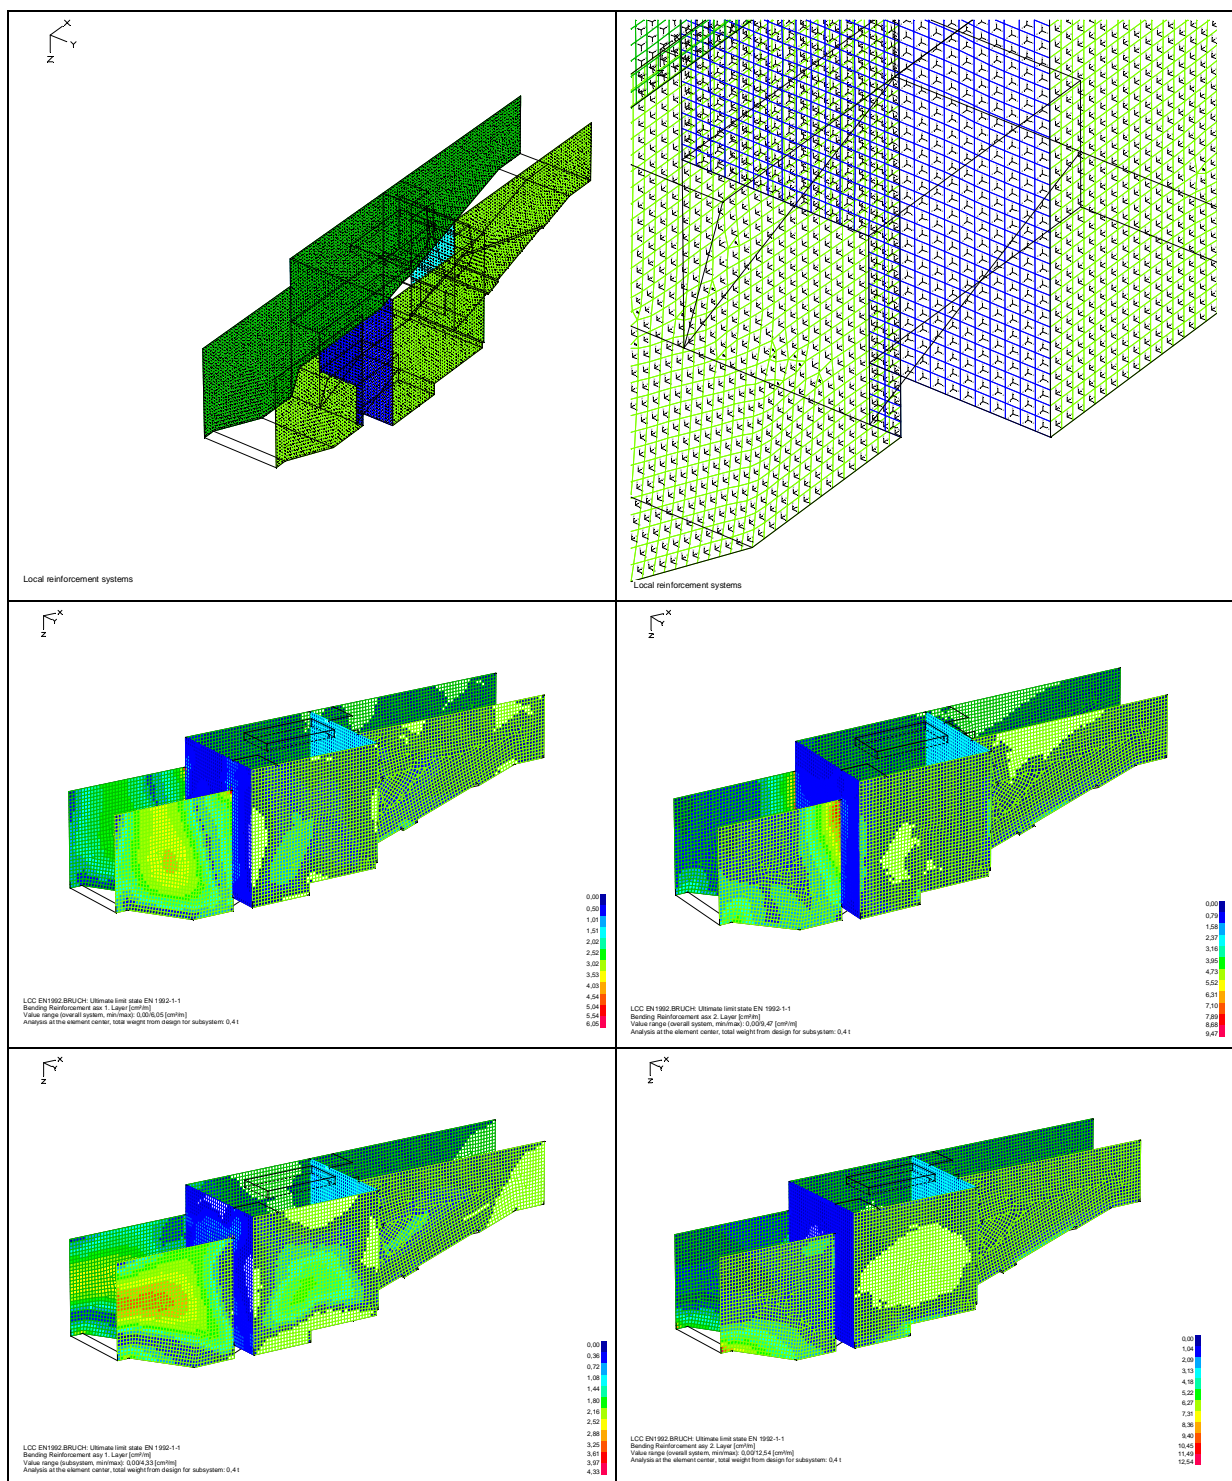 X
Y
Z
Local reinforcement systems
Local reinforcement systems
X
Y
Z
0,00
0,50
1,01
1,51
2,02
2,52
3,02
3,53
4,03
4,54
5,04
5,54
6,05
LCC EN1992.BRUCH: Ultimate limit state EN 1992-1-1
Bending Reinforcement asx 1. Layer [cm²/m]
Value range (overall system, min/max): 0,00/6,05 [cm²/m]
Analysis at the element center, total weight from design for subsystem: 0,4 t
X
Y
Z
0,00
0,79
1,58
2,37
3,16
3,95
4,73
5,52
6,31
7,10
7,89
8,68
9,47
LCC EN1992.BRUCH: Ultimate limit state EN 1992-1-1
Bending Reinforcement asx 2. Layer [cm²/m]
Value range (overall system, min/max): 0,00/9,47 [cm²/m]
Analysis at the element center, total weight from design for subsystem: 0,4 t
X
Y
Z
0,00
0,36
0,72
1,08
1,44
1,80
2,16
2,52
2,88
3,25
3,61
3,97
4,33
LCC EN1992.BRUCH: Ultimate limit state EN 1992-1-1
Bending Reinforcement asy 1. Layer [cm²/m]
Value range (subsystem, min/max): 0,00/4,33 [cm²/m]
Analysis at the element center, total weight from design for subsystem: 0,4 t
X
Y
Z
0,00
1,04
2,09
3,13
4,18
5,22
6,27
7,31
8,36
9,40
10,45
11,49
12,54
LCC EN1992.BRUCH: Ultimate limit state EN 1992-1-1
Bending Reinforcement asy 2. Layer [cm²/m]
Value range (overall system, min/max): 0,00/12,54 [cm²/m]
Analysis at the element center, total weight from design for subsystem: 0,4 t